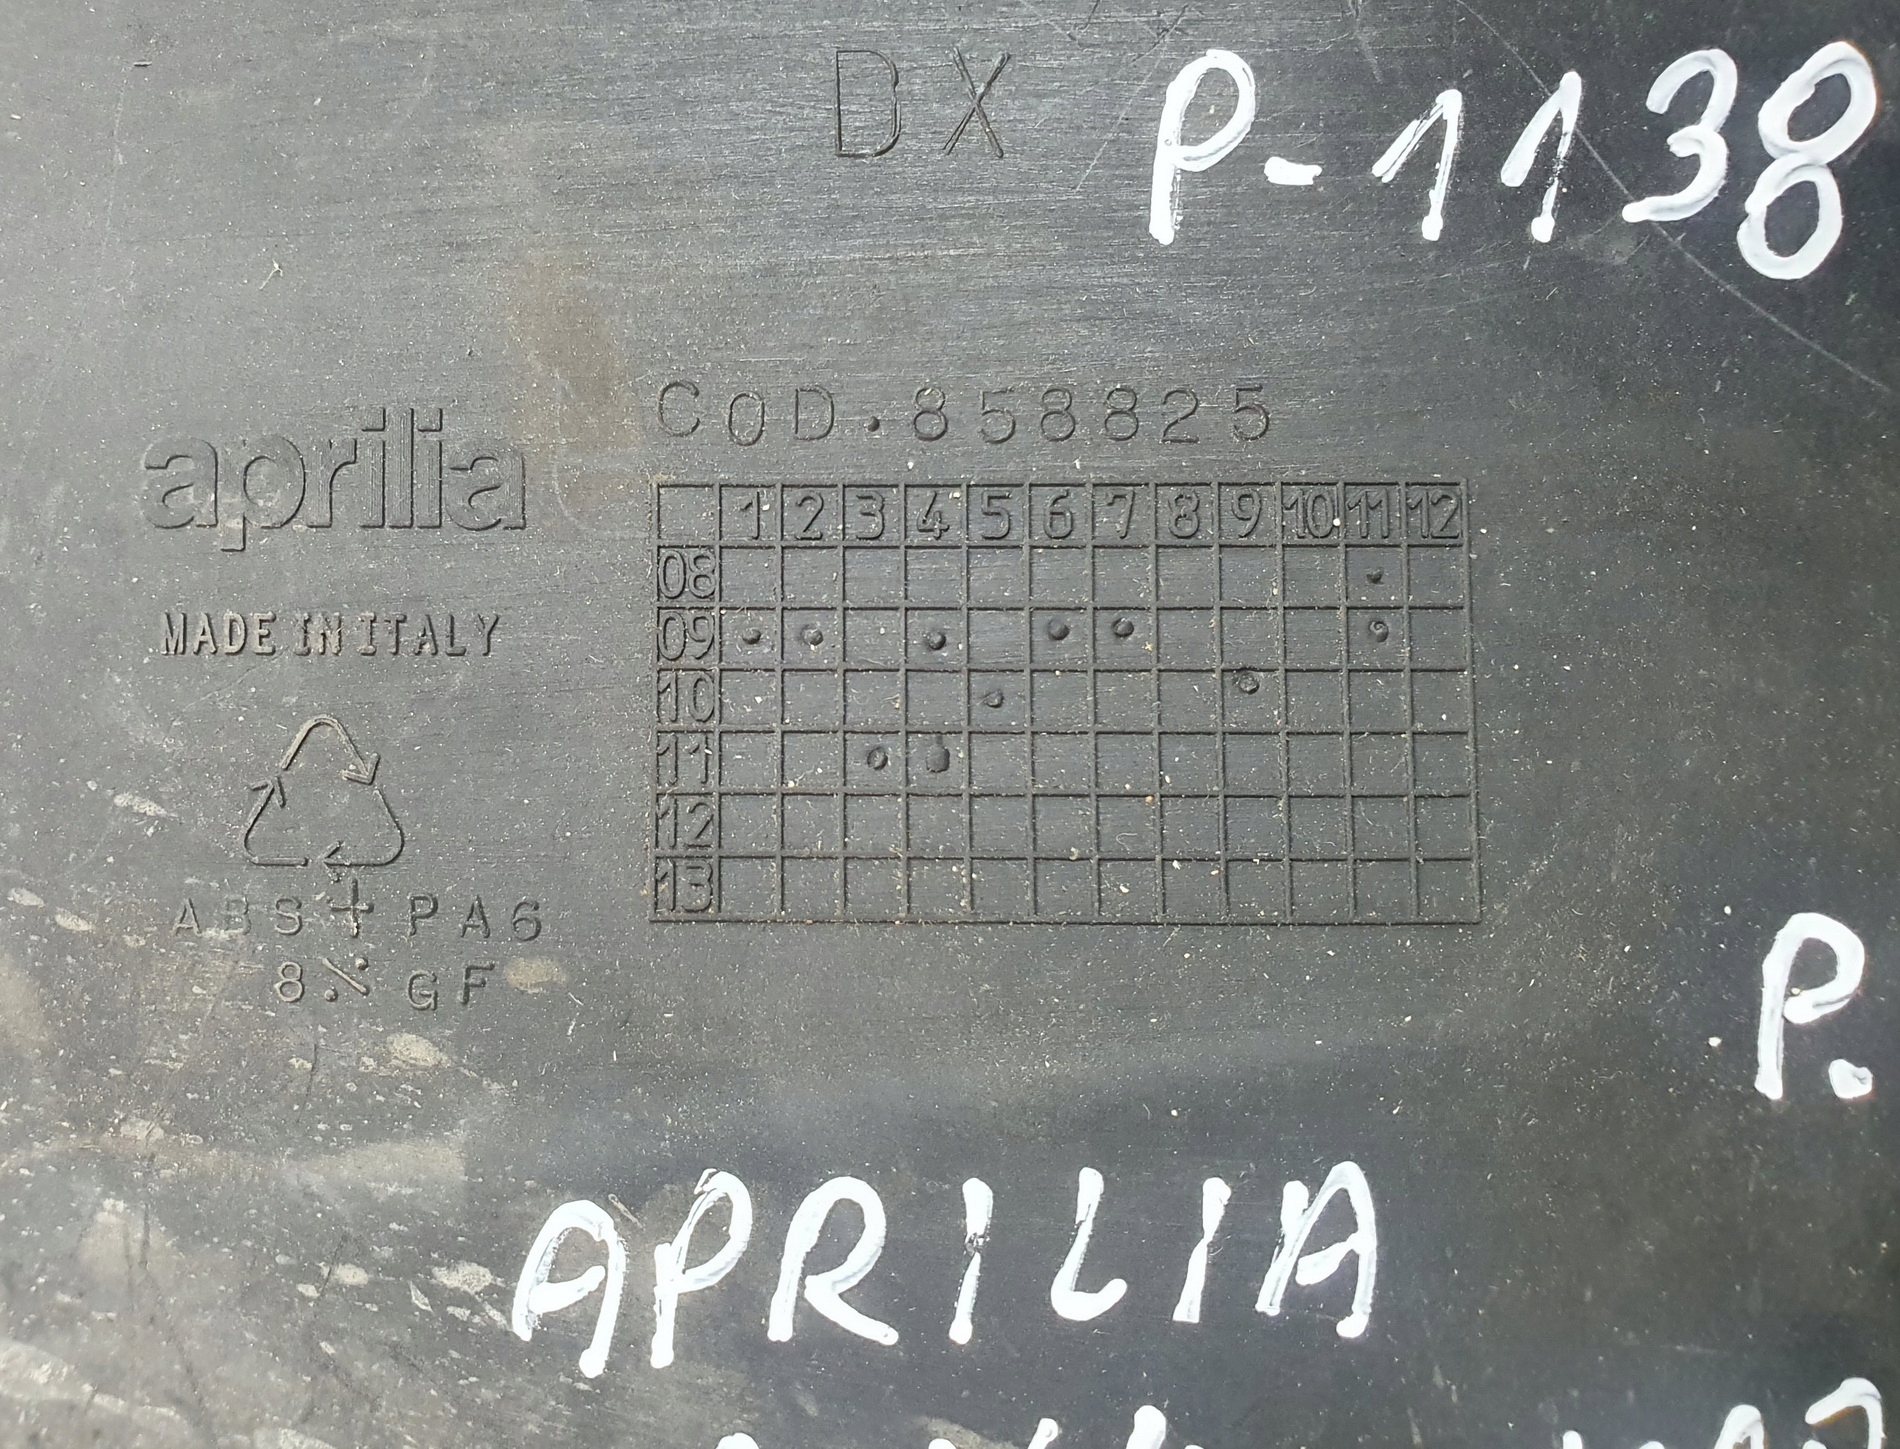 DX
P-1138
COD.858825
aprilia
1 2 3 4 5 6 7 8 9 10 11 12
08
09
10
11
12
13
MADE IN ITALY
ABS+PA6
8% GF
P.
APRILIA